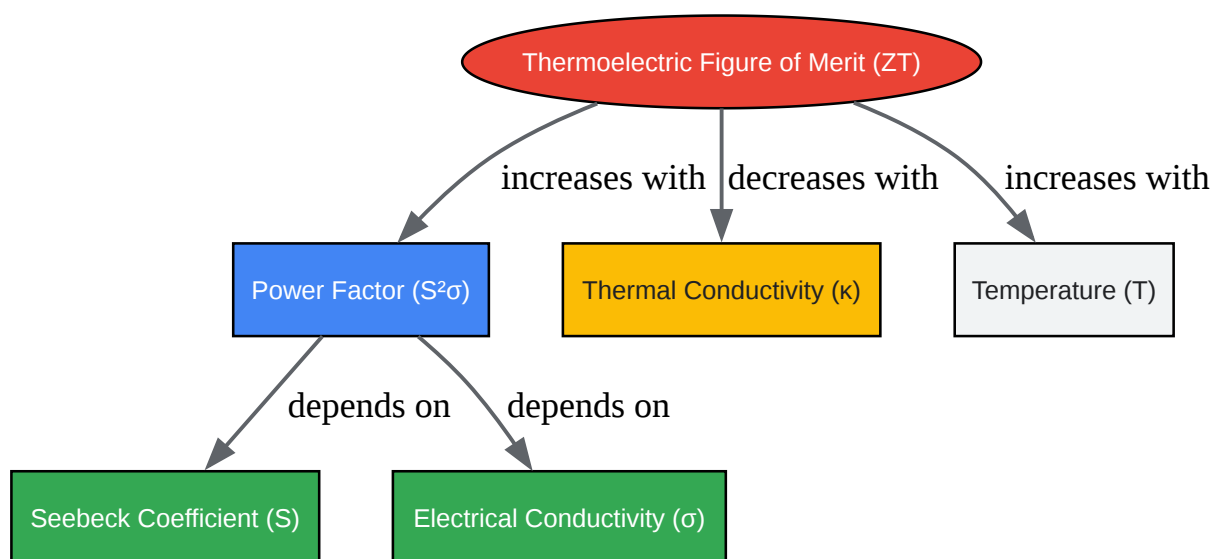 Thermoelectric Figure of Merit (ZT)
increases with
decreases with
increases with
Power Factor (S²σ)
Thermal Conductivity (κ)
Temperature (T)
depends on
depends on
Seebeck Coefficient (S)
Electrical Conductivity (σ)